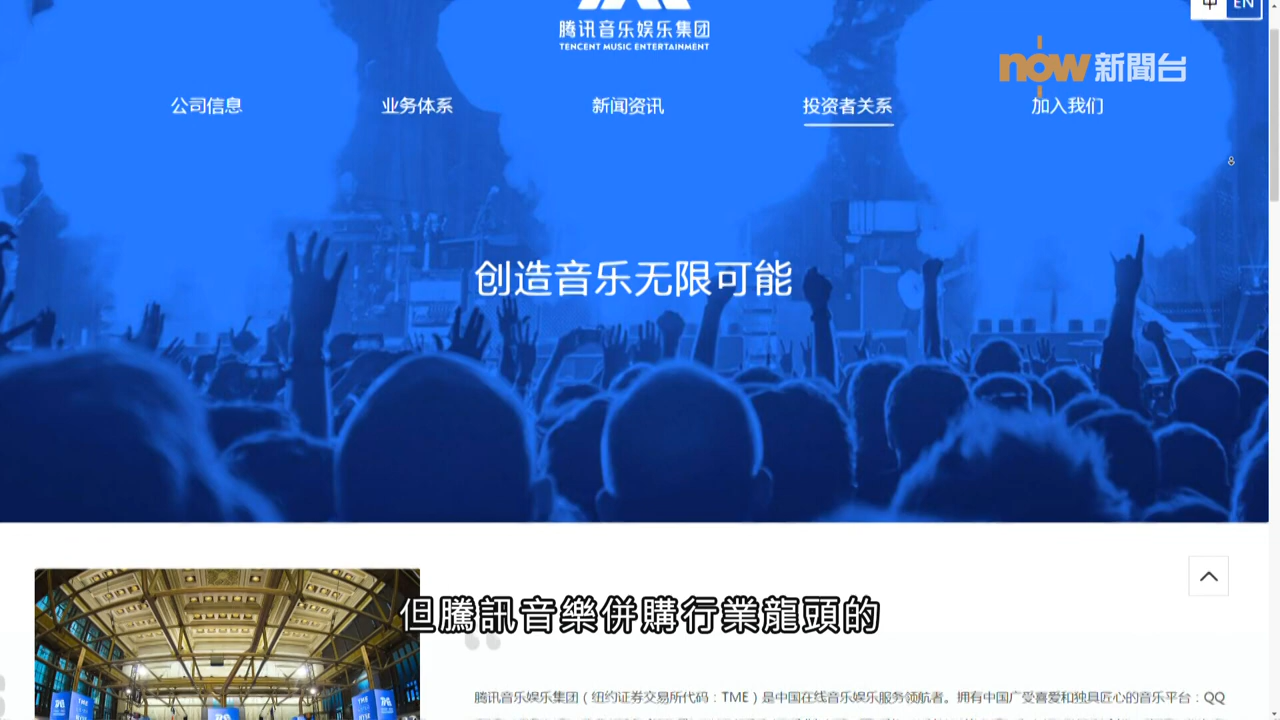 中 EN
腾讯音乐娱乐集团
TENCENT MUSIC ENTERTAINMENT
now 新聞台
公司信息 业务体系 新闻资讯 投资者关系 加入我们
创造音乐无限可能
但騰訊音樂併購行業龍頭的
腾讯音乐娱乐集团（纽约证券交易所代码：TME）是中国在线音乐娱乐服务领航者。拥有中国广受喜爱和独具匠心的音乐平台：QQ